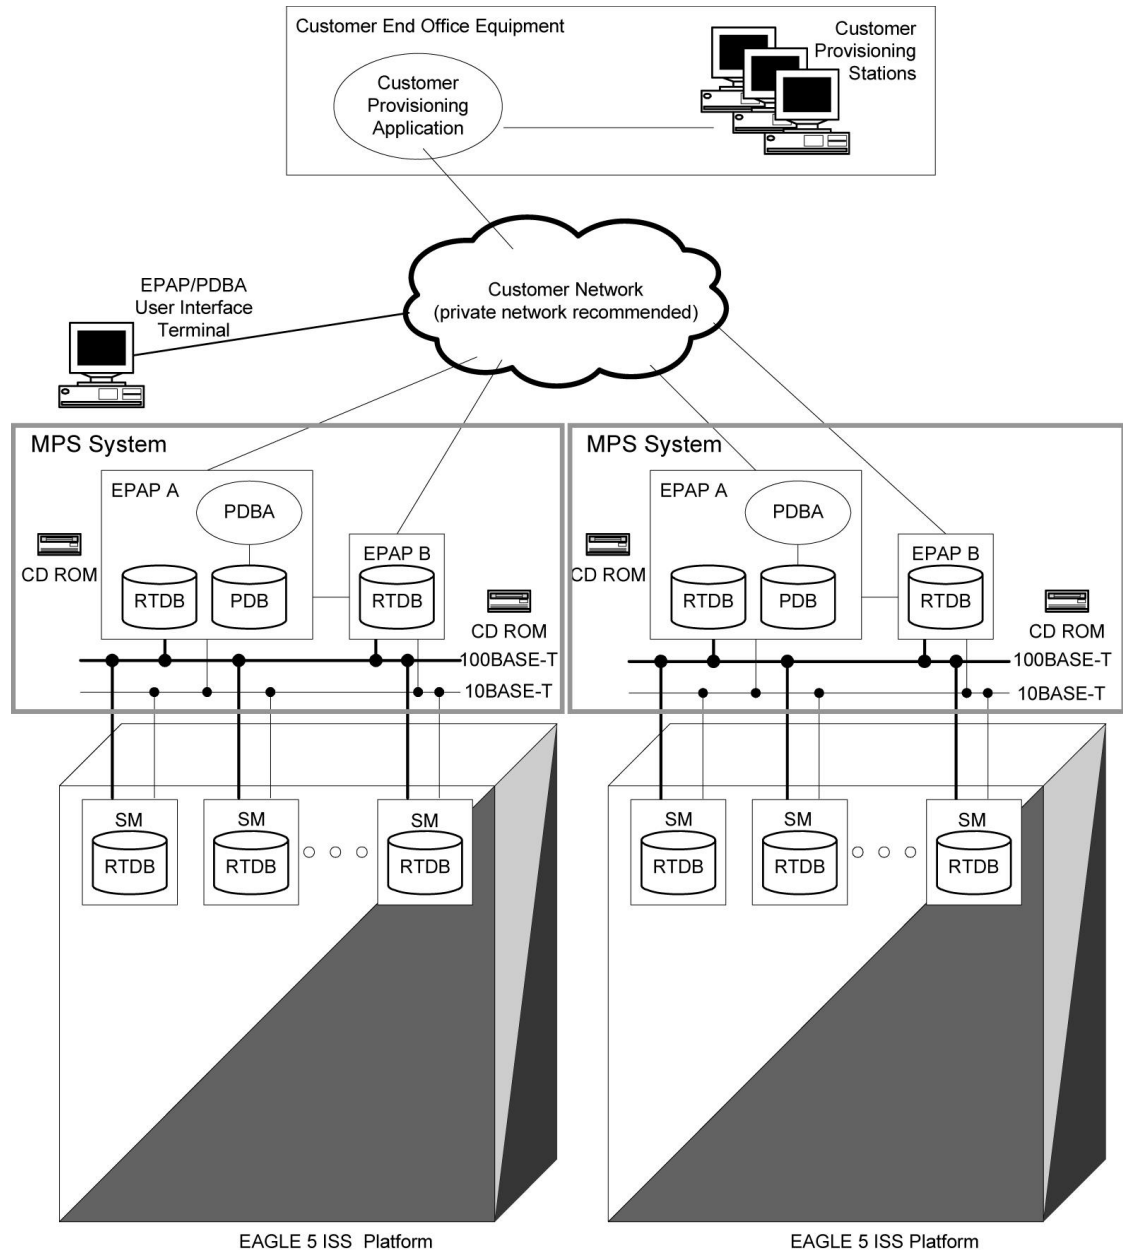 Customer End Office Equipment
Customer
Provisioning
Stations
Customer
Provisioning
Application
Customer Network
(private network recommended)
EPAP/PDBA
User Interface
Terminal
MPS System
EPAP A
PDBA
CD ROM
RTDB
PDB
EPAP B
RTDB
CD ROM
100BASE-T
10BASE-T
MPS System
EPAP A
PDBA
CD ROM
RTDB
PDB
EPAP B
RTDB
CD ROM
100BASE-T
10BASE-T
SM
RTDB
SM
RTDB
SM
RTDB
SM
RTDB
SM
RTDB
SM
RTDB
EAGLE 5 ISS Platform
EAGLE 5 ISS Platform